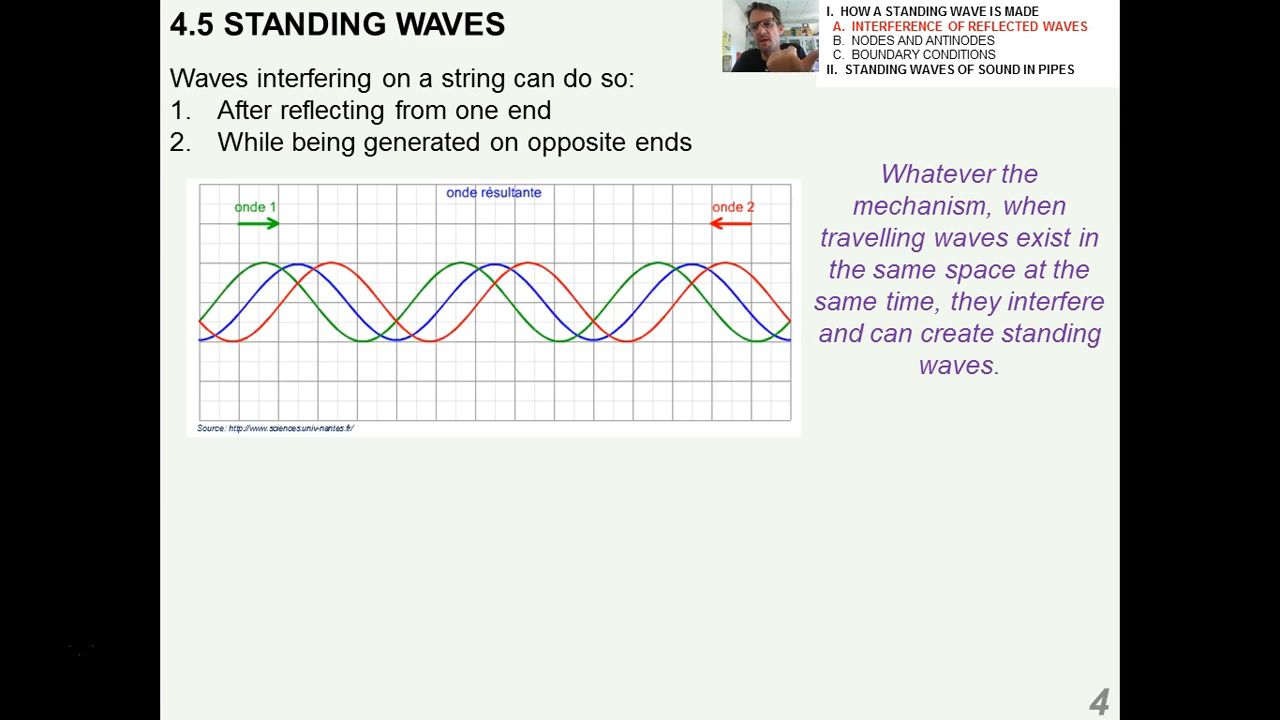 4.5 STANDING WAVES
I. HOW A STANDING WAVE IS MADE
A. INTERFERENCE OF REFLECTED WAVES
B. NODES AND ANTINODES
C. BOUNDARY CONDITIONS
II. STANDING WAVES OF SOUND IN PIPES
Waves interfering on a string can do so:
1. After reflecting from one end
2. While being generated on opposite ends
onde résultante
onde 1
onde 2
Source: http://www.sciences.univ-nantes.fr/
Whatever the
mechanism, when
travelling waves exist in
the same space at the
same time, they interfere
and can create standing
waves.
4